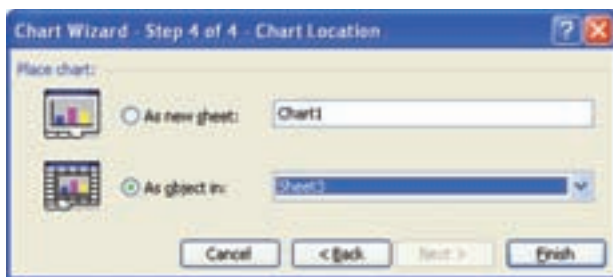 Chart Wizard - Step 4 of 4 - Chart Location
Place chart:
As new sheet: Chart1
As object in: Sheet3
Cancel < Back Next > Finish